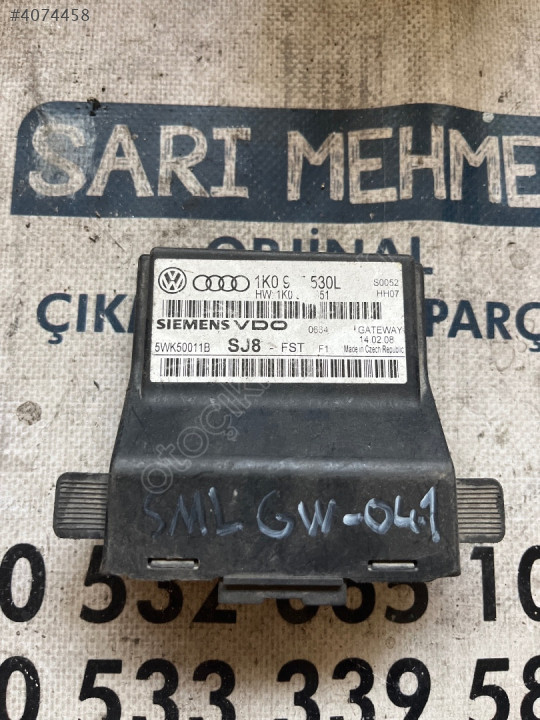 #4074458
SARI MEHME
ORİJİNAL
ÇIKA PARÇ
1K0 9 530L
S0052
HW: 1K0 51
HH07
SIEMENS VDO
0684
GATEWAY
14.02.08
5WK50011B
SJ8 - FST F1
Made in Czech Republic
SML GW-041
0 532 10
0 533 339 58